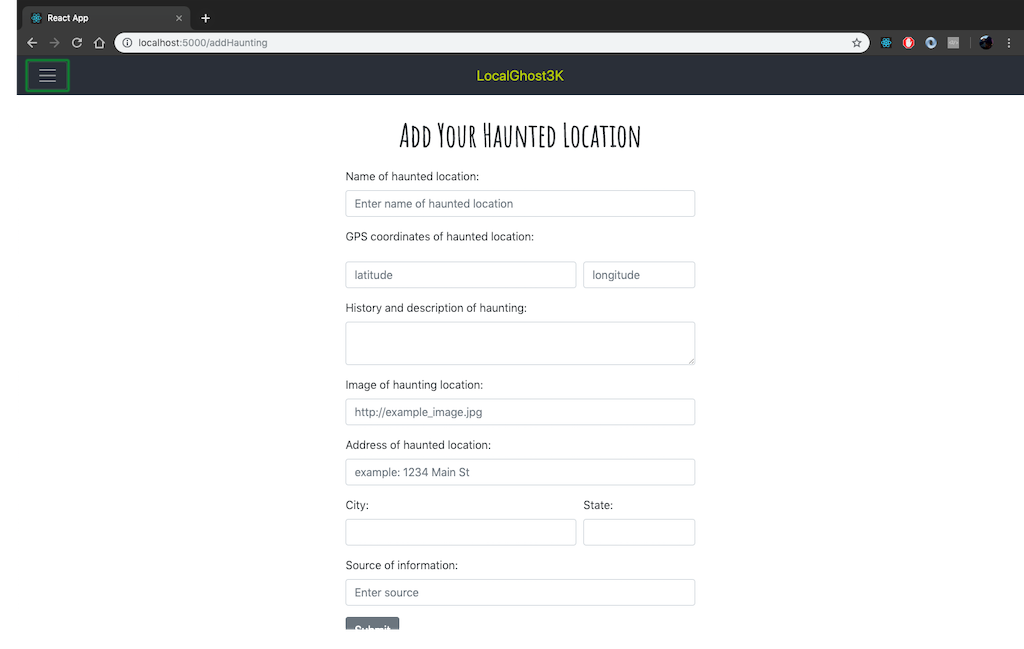 React App
localhost:5000/addHaunting
LocalGhost3K
Add Your Haunted Location
Name of haunted location:
Enter name of haunted location
GPS coordinates of haunted location:
latitude longitude
History and description of haunting:
Image of haunting location:
http://example_image.jpg
Address of haunted location:
example: 1234 Main St
City: State:
Source of information:
Enter source
Submit